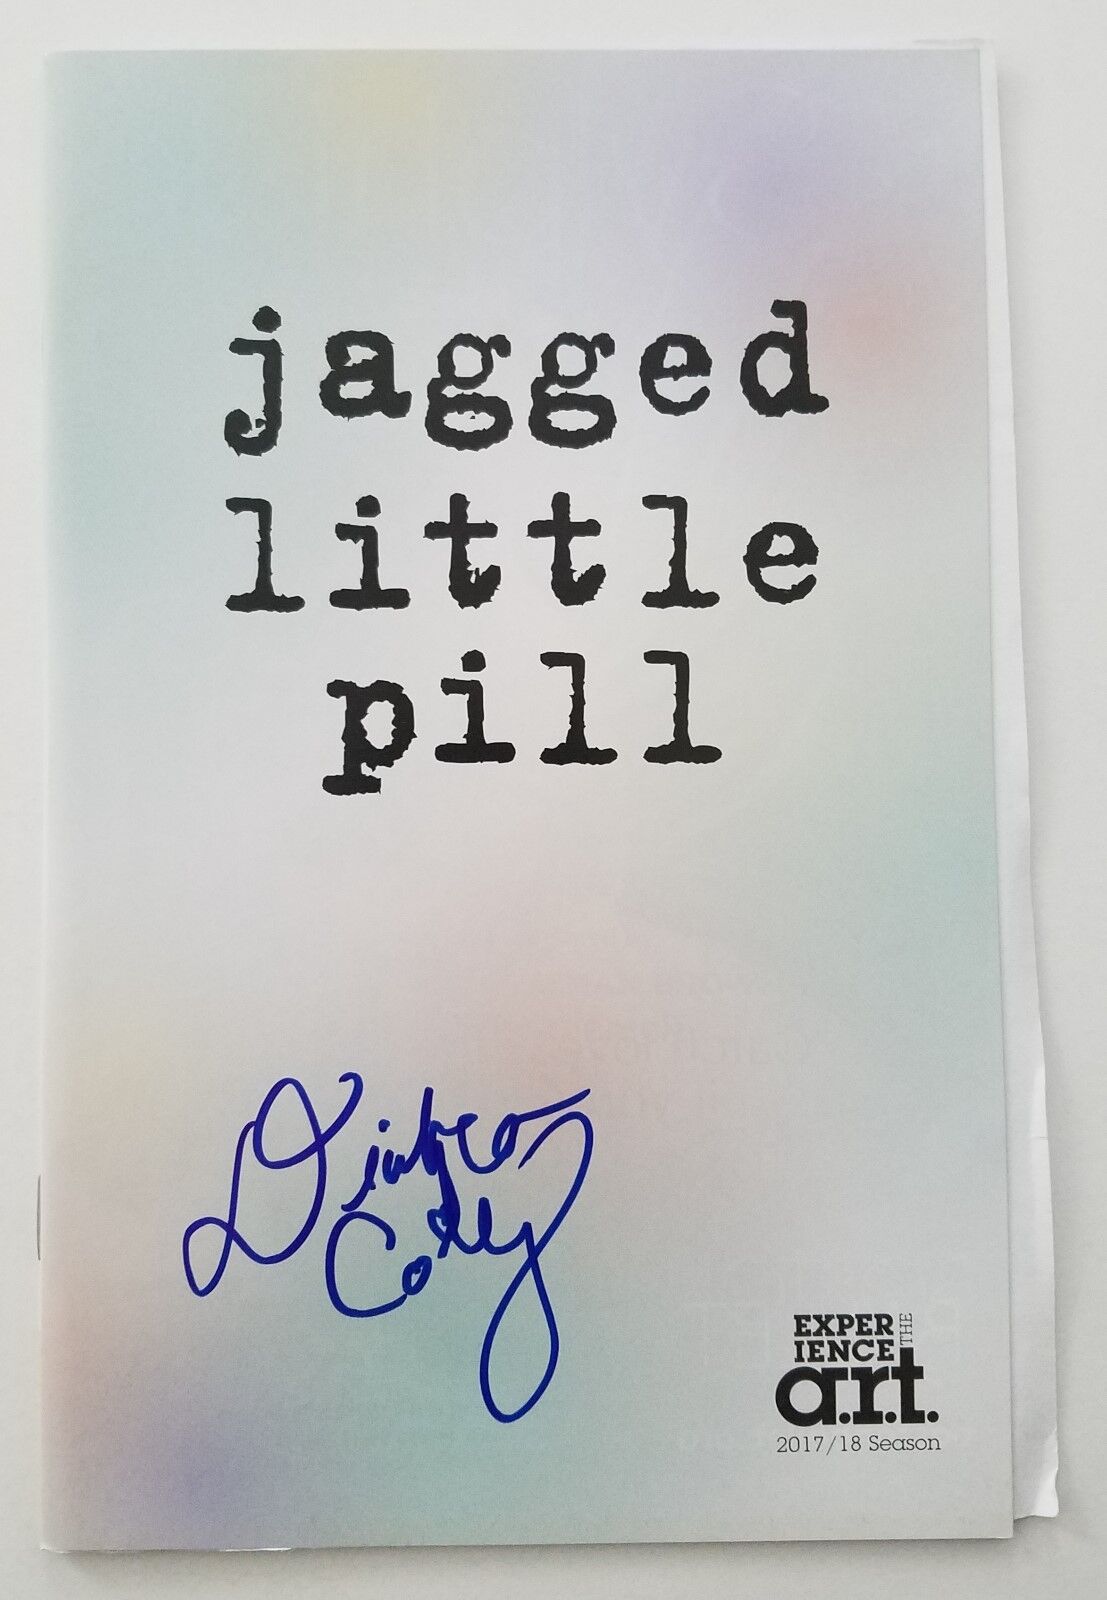 jagged
little
pill
Diablo
Cody
EXPER
IENCE
THE
a.r.t.
2017/18 Season